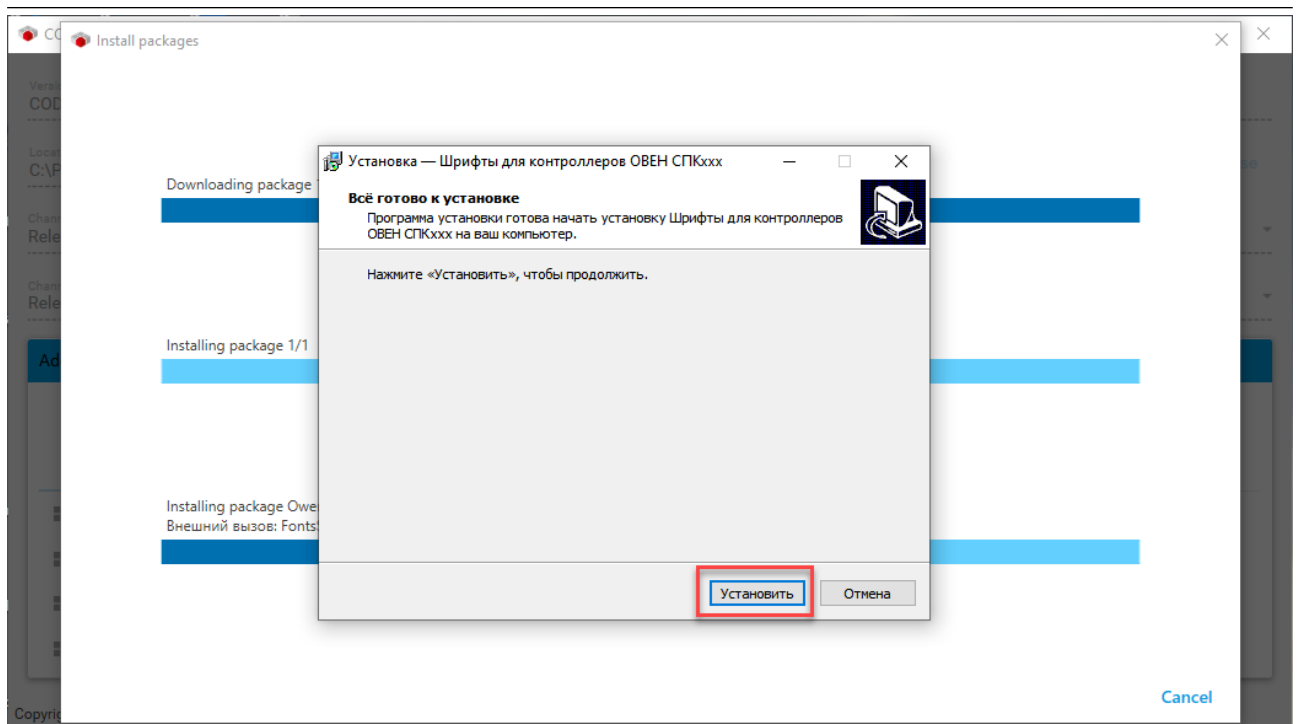 Install packages
Downloading package
Установка — Шрифты для контроллеров ОВЕН СПКxxx
Всё готово к установке
Программа установки готова начать установку Шрифты для контроллеров
ОВЕН СПКxxx на ваш компьютер.
Нажмите «Установить», чтобы продолжить.
Installing package 1/1
Installing package
Внешний вызов:
Установить
Отмена
Cancel